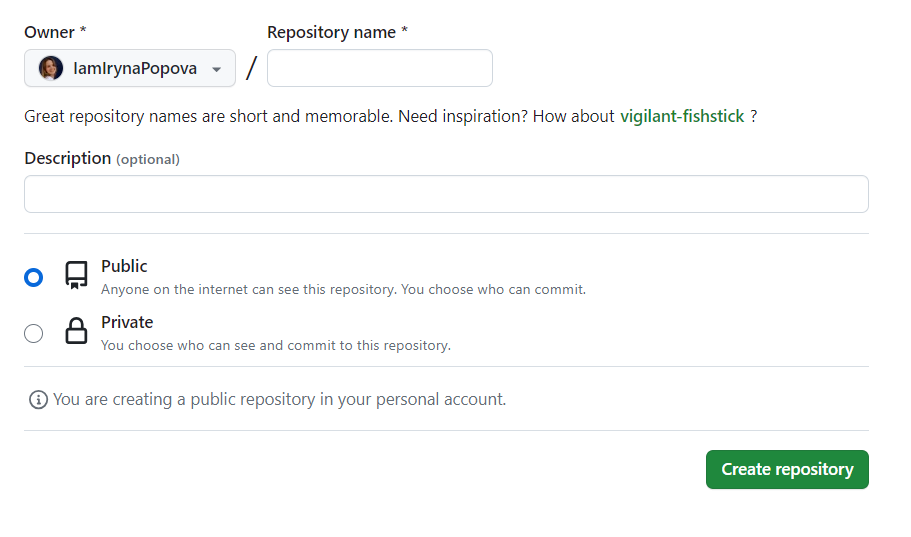 Owner *
Repository name *
IamIrynaPopova
/
Great repository names are short and memorable. Need inspiration? How about vigilant-fishstick ?
Description (optional)
Public
Anyone on the internet can see this repository. You choose who can commit.
Private
You choose who can see and commit to this repository.
You are creating a public repository in your personal account.
Create repository